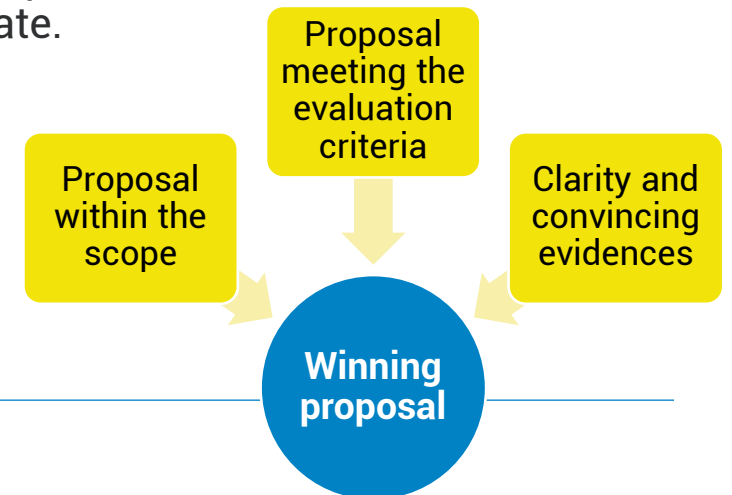 ate.
Proposal
meeting the
evaluation
criteria
Proposal
within the
scope
Clarity and
convincing
evidences
Winning
proposal